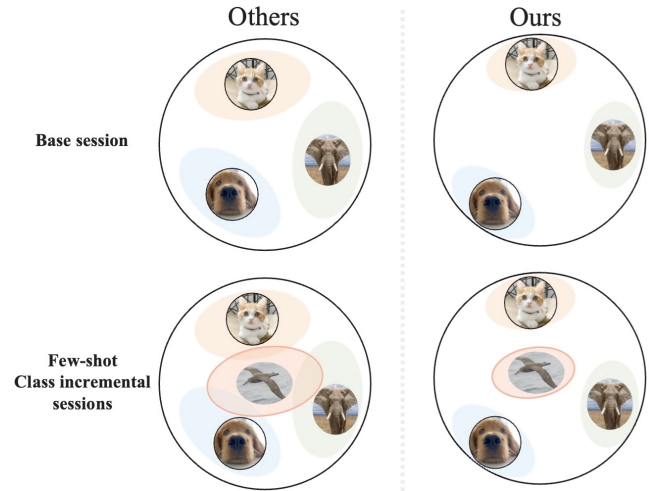 Others
Ours
Base session
Few-shot
Class incremental
sessions